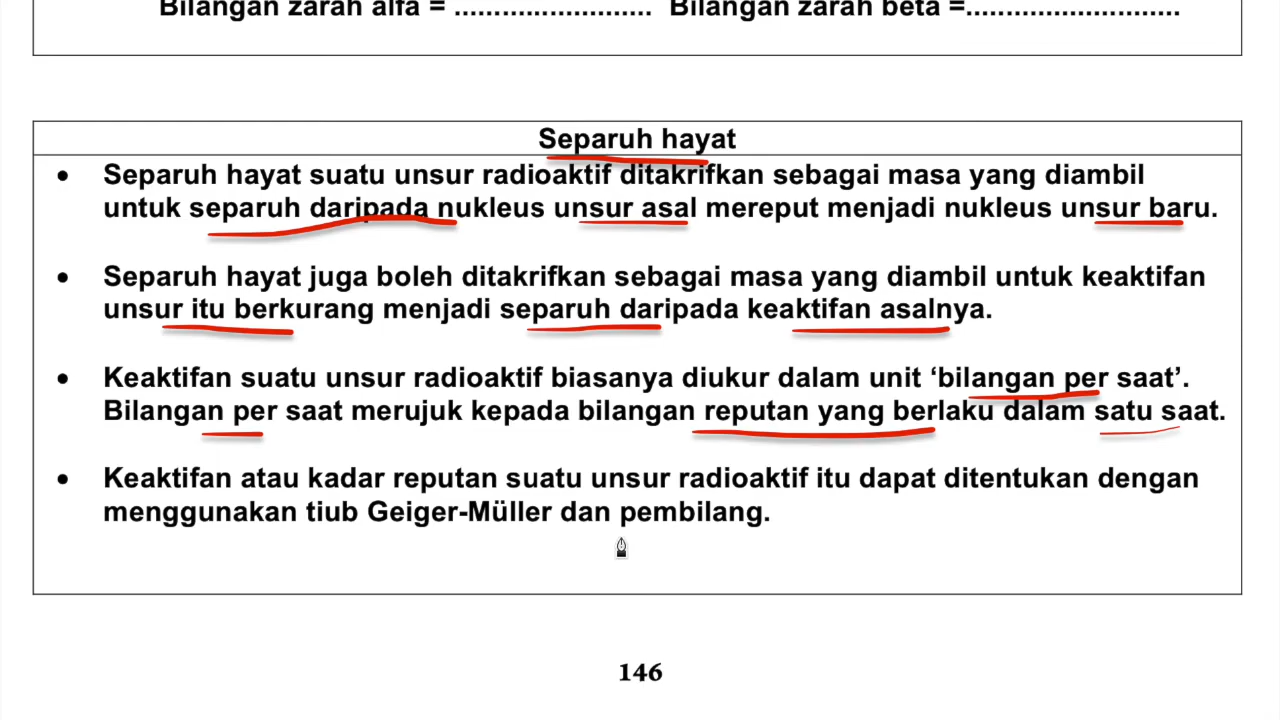 Bilangan zarah alfa = ......................... Bilangan zarah beta =...........................
Separuh hayat
• Separuh hayat suatu unsur radioaktif ditakrifkan sebagai masa yang diambil
untuk separuh daripada nukleus unsur asal mereput menjadi nukleus unsur baru.
• Separuh hayat juga boleh ditakrifkan sebagai masa yang diambil untuk keaktifan
unsur itu berkurang menjadi separuh daripada keaktifan asalnya.
• Keaktifan suatu unsur radioaktif biasanya diukur dalam unit ‘bilangan per saat’.
Bilangan per saat merujuk kepada bilangan reputan yang berlaku dalam satu saat.
• Keaktifan atau kadar reputan suatu unsur radioaktif itu dapat ditentukan dengan
menggunakan tiub Geiger-Müller dan pembilang.
146